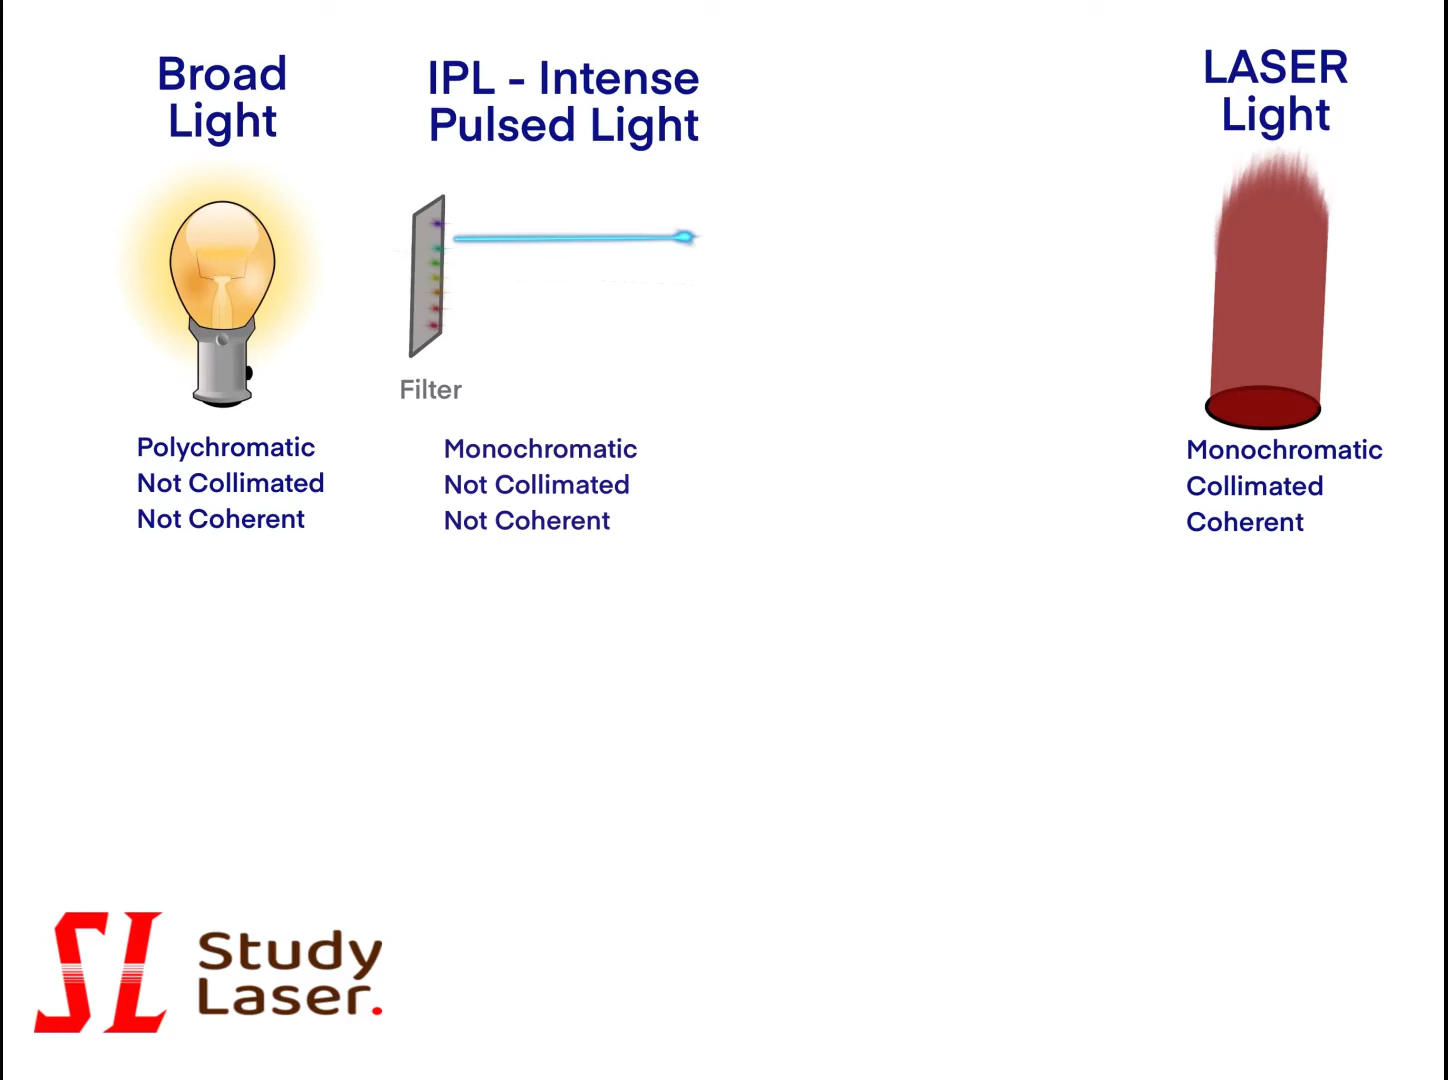 Broad
Light
IPL - Intense
Pulsed Light
LASER
Light
Filter
Polychromatic
Not Collimated
Not Coherent
Monochromatic
Not Collimated
Not Coherent
Monochromatic
Collimated
Coherent
SL
Study
Laser.